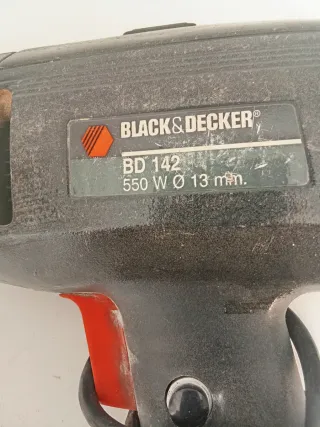 BLACK&DECKER®
BD 142
550 W Ø 13 mm.